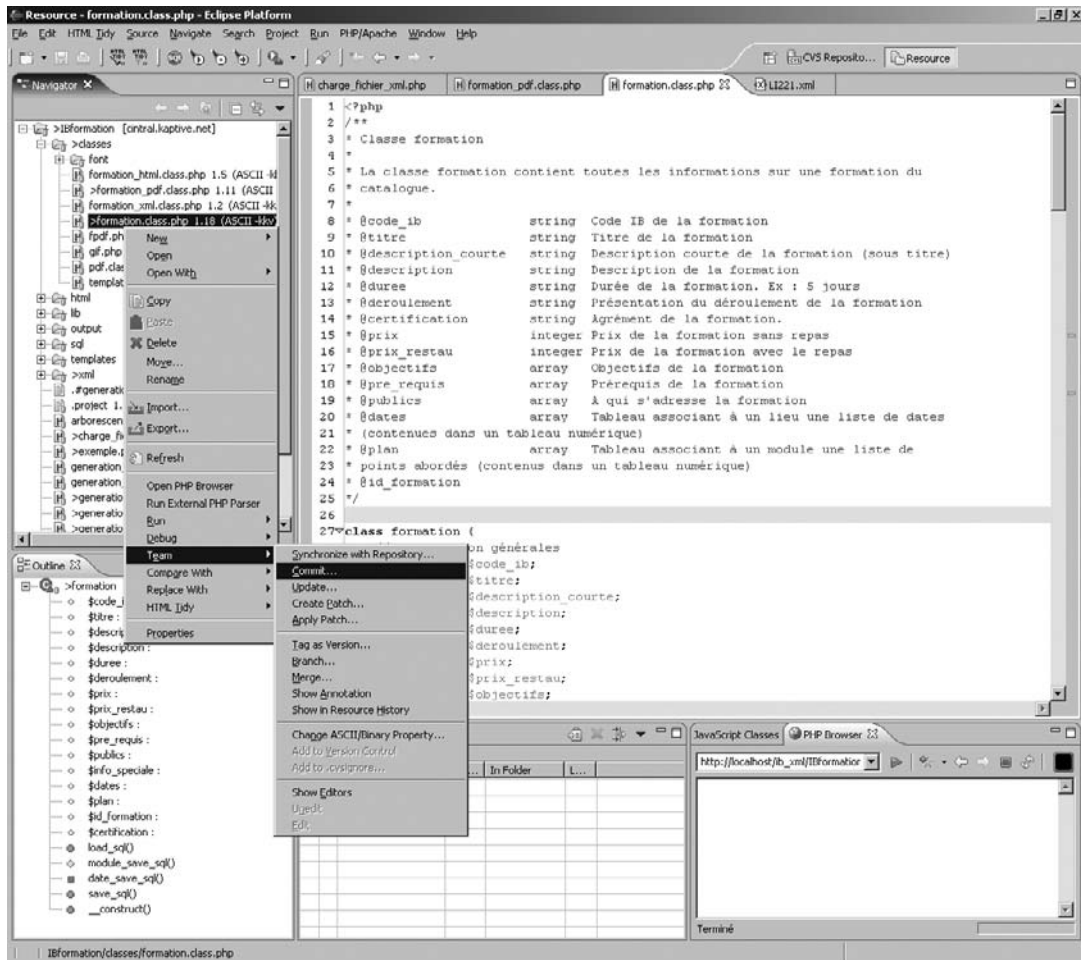 Resource - formation.class.php - Eclipse Platform
File Edit HTML Tidy Source Navigate Search Project Run PHP/Apache Window Help
CVS Reposito... Resource
Navigator
charge_fichier_xml.php formation_pdf.class.php formation.class.php LI221.xml
>IBformation [ontral.kaptive.net]
>classes
font
formation_html.class.php 1.5 (ASCII -kk
>formation_pdf.class.php 1.11 (ASCII
formation_xml.class.php 1.2 (ASCII -kk
>formation.class.php 1.18 (ASCII -kkv)
fpdf.ph
gif.php
pdf.clas
templat
html
lib
output
sql
templates
>xml
.#generatio
.project 1.
arborescen
>charge_fi
>exemple.p
generation_
generation_
>generatio
>generatio
>generatio
New
Open
Open With
Copy
Paste
Delete
Move...
Rename
Import...
Export...
Refresh
Open PHP Browser
Run External PHP Parser
Run
Debug
Team
Compare With
Replace With
HTML Tidy
Properties
Synchronize with Repository...
Commit...
Update...
Create Patch...
Apply Patch...
Tag as Version...
Branch...
Merge...
Show Annotation
Show in Resource History
Change ASCII/Binary Property...
Add to Version Control
Add to .cvsignore...
Show Editors
Unedit
Edit
1 <?php
2 /**
3 * Classe formation
4 *
5 * La classe formation contient toutes les informations sur une formation du
6 * catalogue.
7 *
8 * @code_ib string Code IB de la formation
9 * @titre string Titre de la formation
10 * @description_courte string Description courte de la formation (sous titre)
11 * @description string Description de la formation
12 * @duree string Durée de la formation. Ex : 5 jours
13 * @deroulement string Présentation du déroulement de la formation
14 * @certification string Agrément de la formation.
15 * @prix integer Prix de la formation sans repas
16 * @prix_restau integer Prix de la formation avec le repas
17 * @objectifs array Objectifs de la formation
18 * @pre_requis array Prérequis de la formation
19 * @publics array A qui s'adresse la formation
20 * @dates array Tableau associant à un lieu une liste de dates
21 * (contenues dans un tableau numérique)
22 * @plan array Tableau associant à un module une liste de
23 * points abordés (contenus dans un tableau numérique)
24 * @id_formation
25 */
26
27 class formation {
on générales
$code_ib;
$titre;
$description_courte;
$description;
$duree;
$deroulement;
$prix;
$prix_restau;
$objectifs;
Outline
>formation
$code_i
$titre :
$descrip
$description :
$duree :
$deroulement :
$prix :
$prix_restau :
$objectifs :
$pre_requis :
$publics :
$info_speciale :
$dates :
$plan :
$id_formation :
$certification :
load_sql()
module_save_sql()
date_save_sql()
save_sql()
__construct()
... In Folder L...
JavaScript Classes PHP Browser
http://localhost/ib_xml/IBformation
Terminé
IBformation/classes/formation.class.php